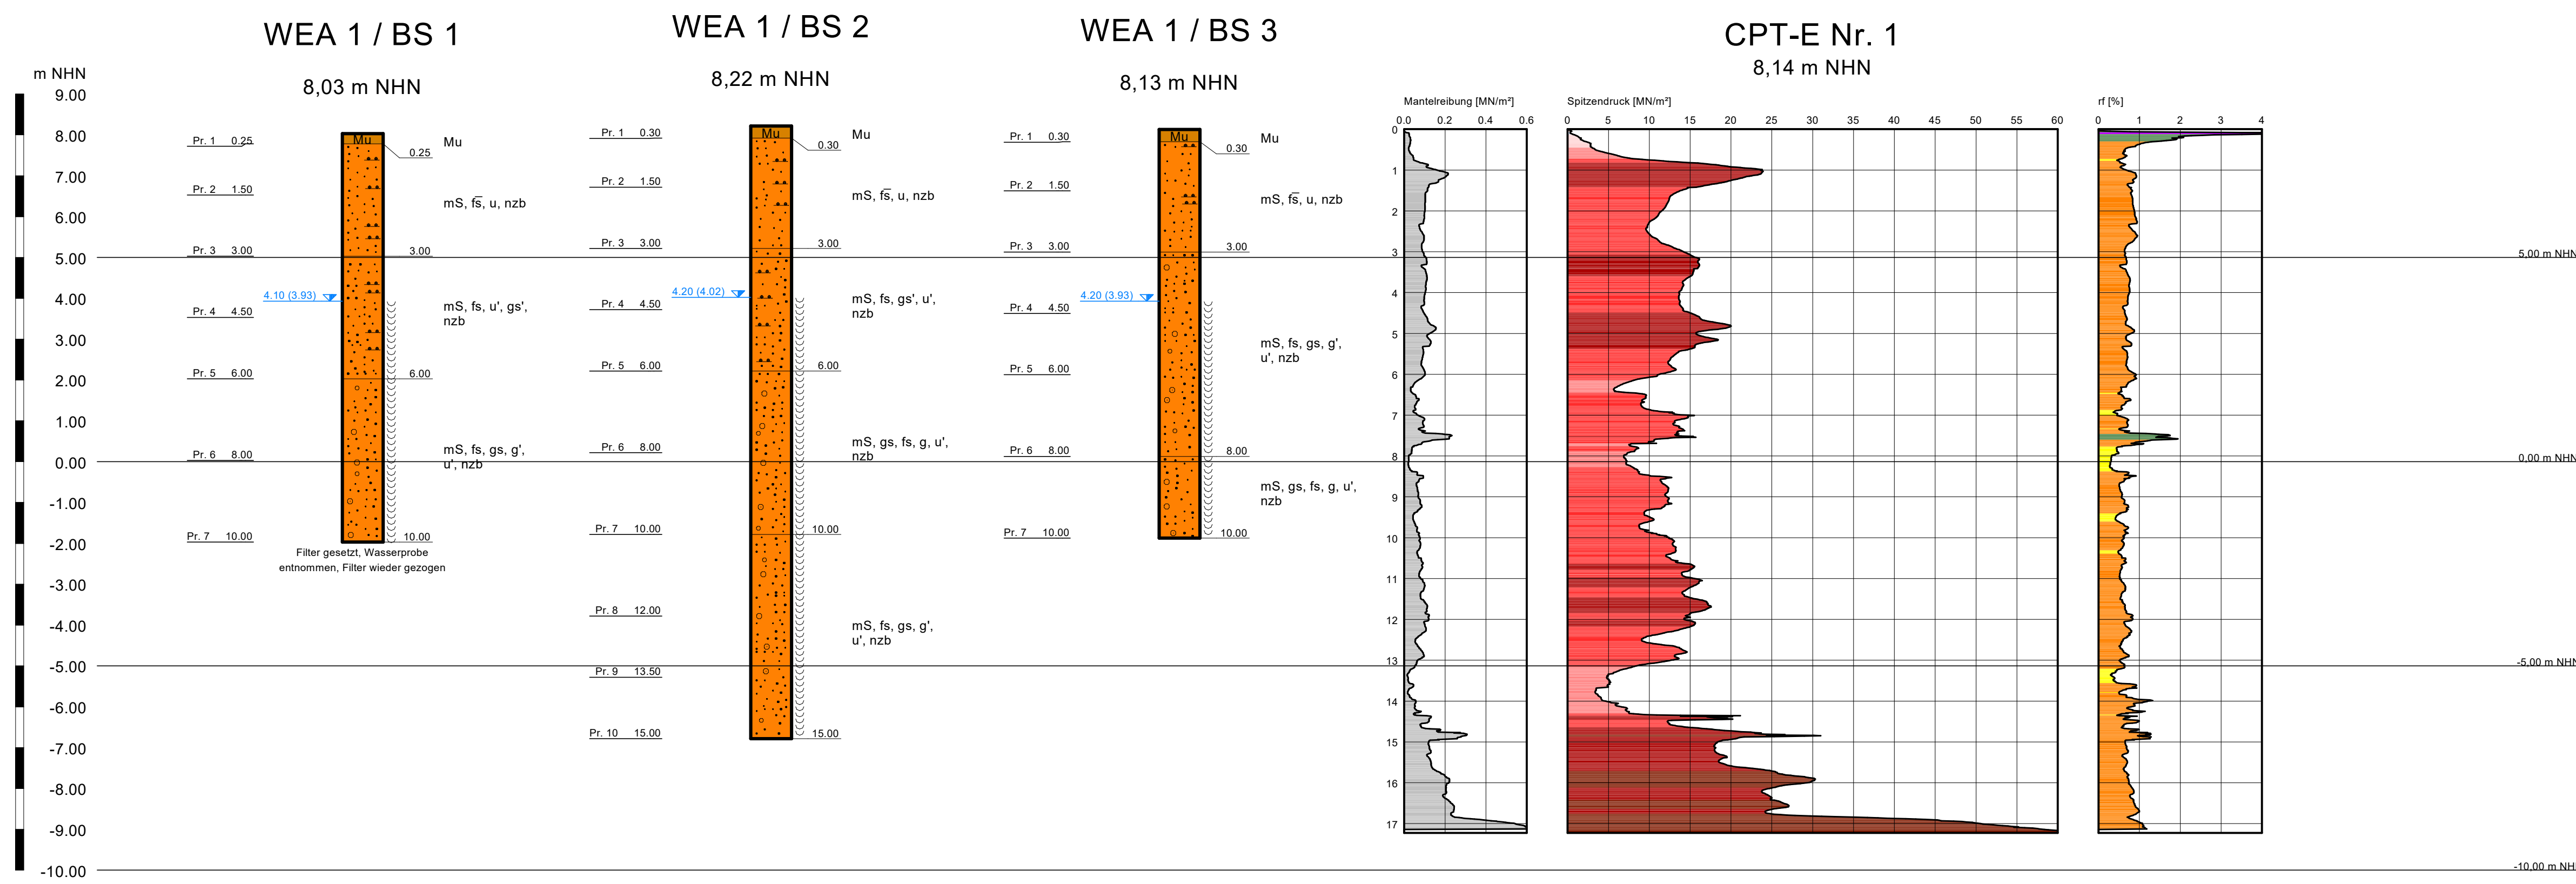 WEA 1 / BS 1
8,03 m NHN
WEA 1 / BS 2
8,22 m NHN
WEA 1 / BS 3
8,13 m NHN
CPT-E Nr. 1
8,14 m NHN
m NHN
9.00
8.00
7.00
6.00
5.00
4.00
3.00
2.00
1.00
0.00
-1.00
-2.00
-3.00
-4.00
-5.00
-6.00
-7.00
-8.00
-9.00
-10.00
Pr. 1 0.25
Pr. 2 1.50
Pr. 3 3.00
Pr. 4 4.50
Pr. 5 6.00
Pr. 6 8.00
Pr. 7 10.00
4.10 (3.93)
Mu
0.25
3.00
6.00
10.00
Mu
mS, fs̅, u, nzb
mS, fs, u', gs',
nzb
mS, fs, gs, g',
u', nzb
Filter gesetzt, Wasserprobe
entnommen, Filter wieder gezogen
Pr. 1 0.30
Pr. 2 1.50
Pr. 3 3.00
Pr. 4 4.50
Pr. 5 6.00
Pr. 6 8.00
Pr. 7 10.00
Pr. 8 12.00
Pr. 9 13.50
Pr. 10 15.00
4.20 (4.02)
Mu
0.30
3.00
6.00
10.00
15.00
Mu
mS, fs̅, u, nzb
mS, fs, gs', u',
nzb
mS, gs, fs, g, u',
nzb
mS, fs, gs, g',
u', nzb
Pr. 1 0.30
Pr. 2 1.50
Pr. 3 3.00
Pr. 4 4.50
Pr. 5 6.00
Pr. 6 8.00
Pr. 7 10.00
4.20 (3.93)
Mu
0.30
3.00
8.00
10.00
Mu
mS, fs̅, u, nzb
mS, fs, gs, g',
u', nzb
mS, gs, fs, g, u',
nzb
Mantelreibung [MN/m²]
0.0 0.2 0.4 0.6
0
1
2
3
4
5
6
7
8
9
10
11
12
13
14
15
16
17
Spitzendruck [MN/m²]
0 5 10 15 20 25 30 35 40 45 50 55 60
rf [%]
0 1 2 3 4
5,00 m NHN
0,00 m NHN
-5,00 m NHN
-10,00 m NHN